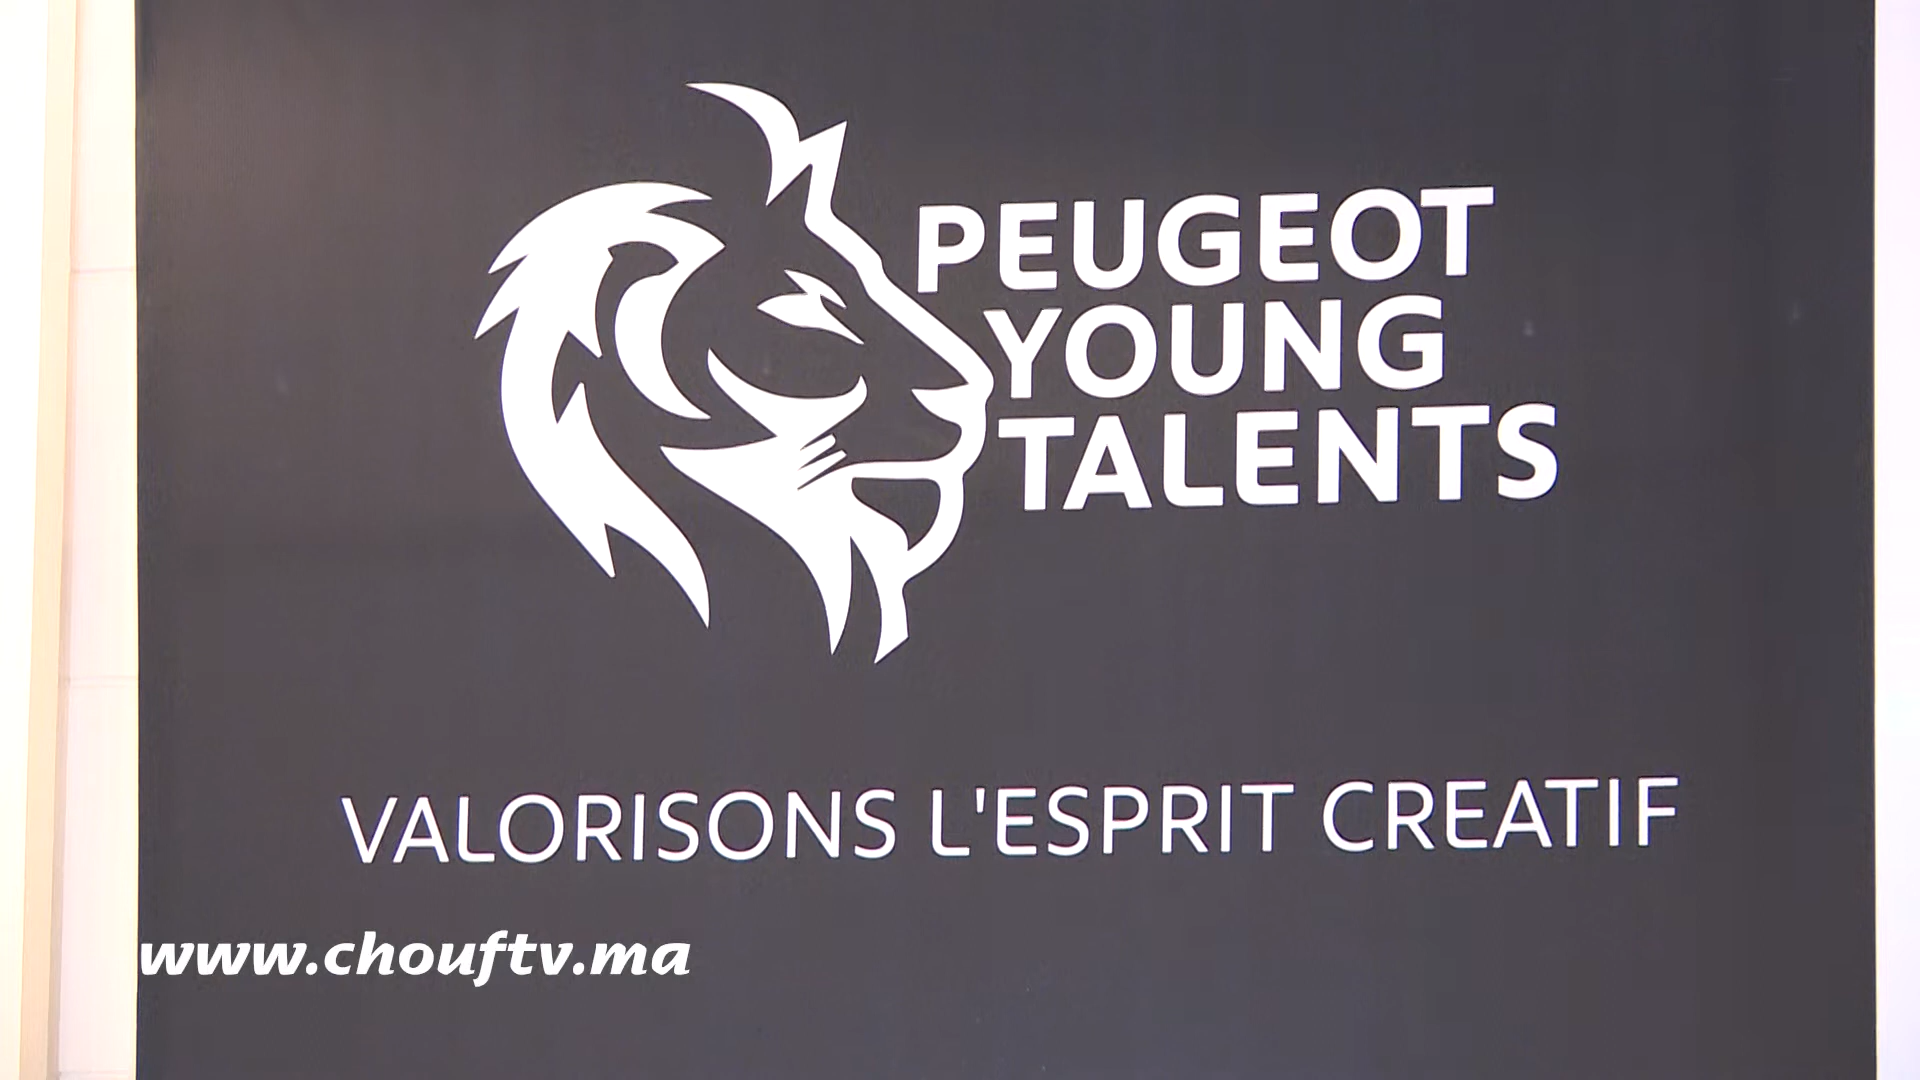 PEUGEOT
YOUNG
TALENTS
VALORISONS L'ESPRIT CREATIF
www.chouftv.ma